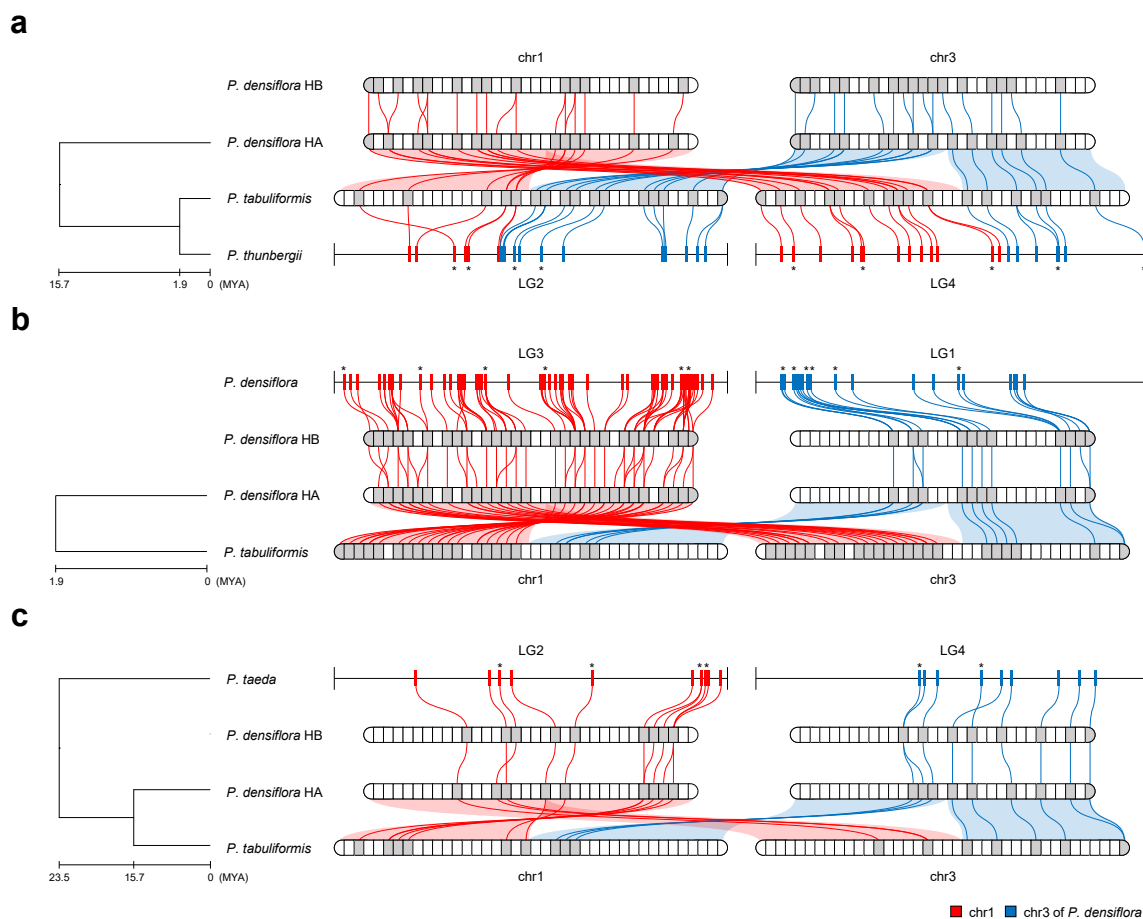 a
chr1 chr3
P. densiflora HB
P. densiflora HA
P. tabuliformis
P. thunbergii
* * * * * * * * *
15.7 1.9 0 (MYA)
LG2 LG4
b
LG3 LG1
* * * * * * * * * * * * *
P. densiflora
P. densiflora HB
P. densiflora HA
P. tabuliformis
1.9 0 (MYA)
chr1 chr3
c
LG2 LG4
* * * * * *
P. taeda
P. densiflora HB
P. densiflora HA
P. tabuliformis
23.5 15.7 0 (MYA)
chr1 chr3
chr1 chr3 of P. densiflora